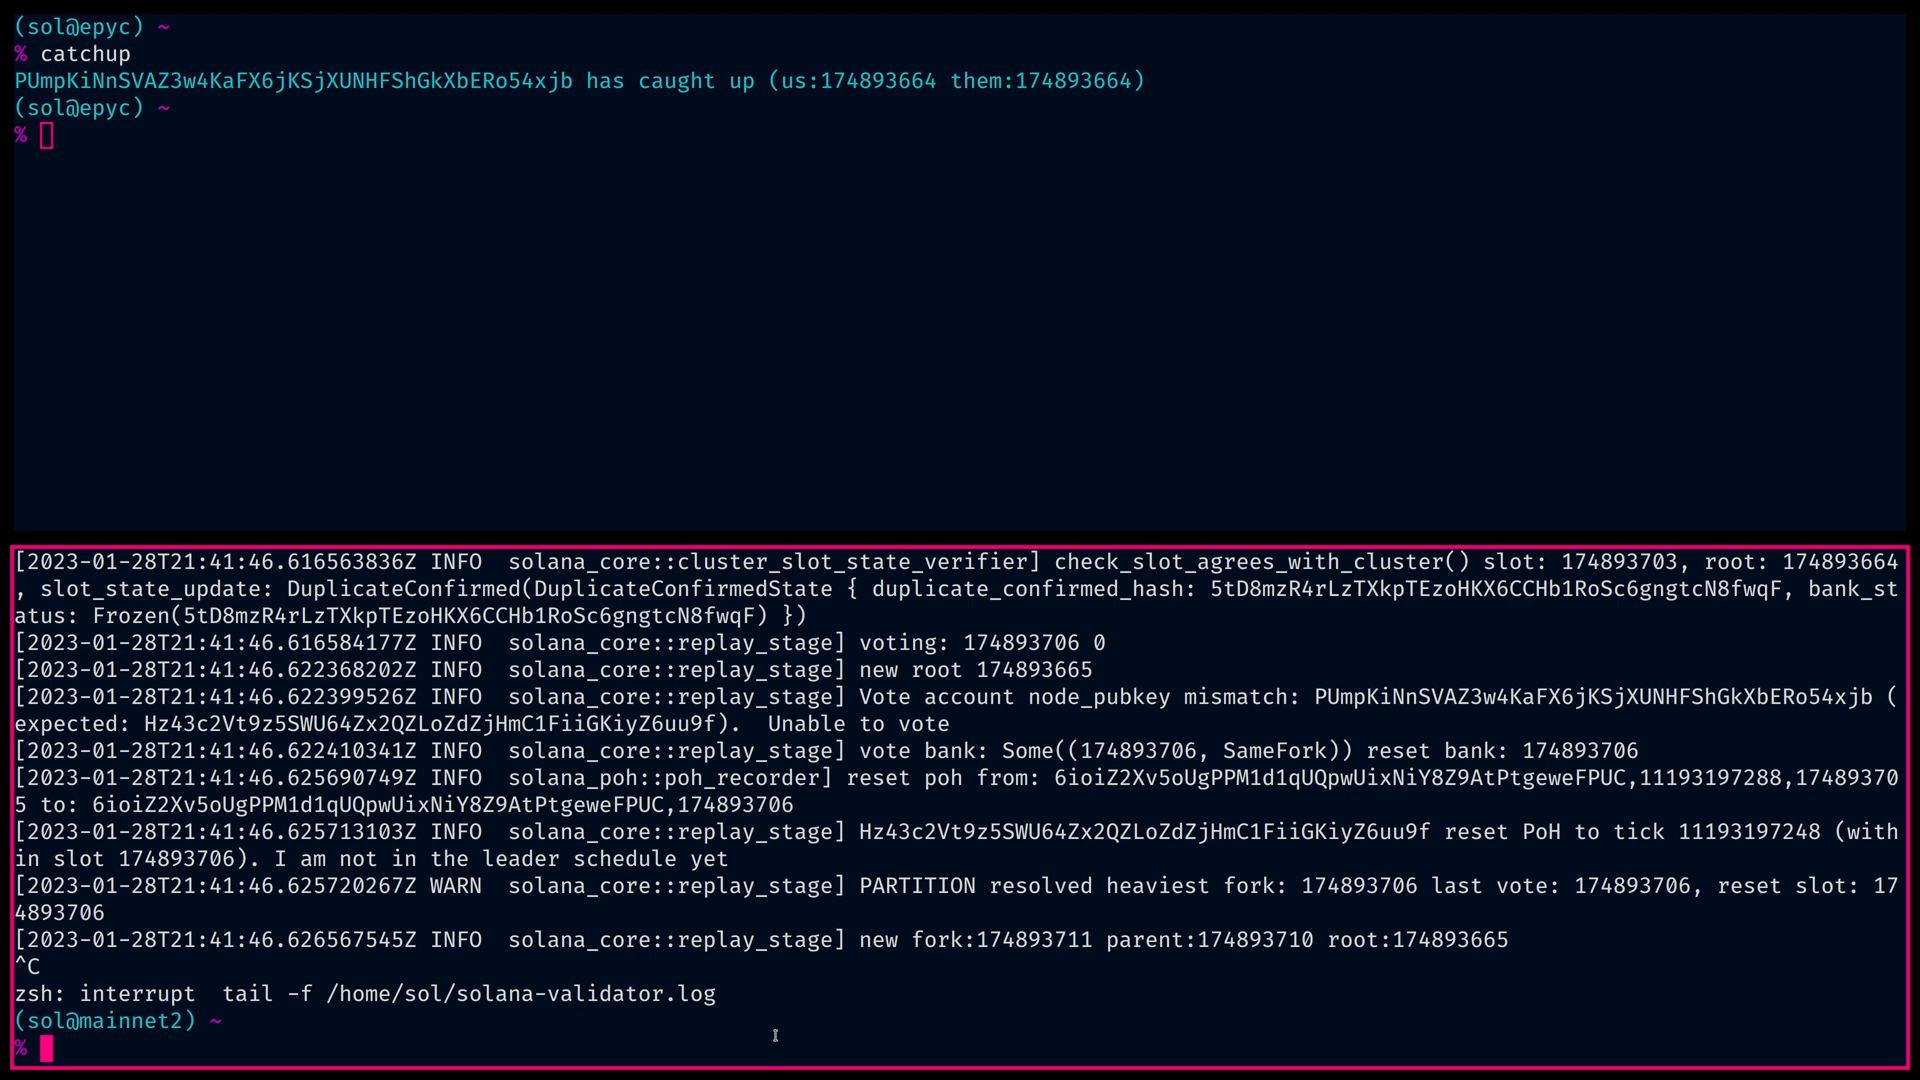 (sol@epyc) ~
% catchup
PUmpKiNnSVAZ3w4KaFX6jKSjXUNHFShGkXbERo54xjb has caught up (us:174893664 them:174893664)
(sol@epyc) ~
%
[2023-01-28T21:41:46.616563836Z INFO  solana_core::cluster_slot_state_verifier] check_slot_agrees_with_cluster() slot: 174893703, root: 174893664
, slot_state_update: DuplicateConfirmed(DuplicateConfirmedState { duplicate_confirmed_hash: 5tD8mzR4rLzTXkpTEzoHKX6CCHb1RoSc6gngtcN8fwqF, bank_st
atus: Frozen(5tD8mzR4rLzTXkpTEzoHKX6CCHb1RoSc6gngtcN8fwqF) })
[2023-01-28T21:41:46.616584177Z INFO  solana_core::replay_stage] voting: 174893706 0
[2023-01-28T21:41:46.622368202Z INFO  solana_core::replay_stage] new root 174893665
[2023-01-28T21:41:46.622399526Z INFO  solana_core::replay_stage] Vote account node_pubkey mismatch: PUmpKiNnSVAZ3w4KaFX6jKSjXUNHFShGkXbERo54xjb (
expected: Hz43c2Vt9z5SWU64Zx2QZLoZdZjHmC1FiiGKiyZ6uu9f).  Unable to vote
[2023-01-28T21:41:46.622410341Z INFO  solana_core::replay_stage] vote bank: Some((174893706, SameFork)) reset bank: 174893706
[2023-01-28T21:41:46.625690749Z INFO  solana_poh::poh_recorder] reset poh from: 6ioiZ2Xv5oUgPPM1d1qUQpwUixNiY8Z9AtPtgeweFPUC,11193197288,17489370
5 to: 6ioiZ2Xv5oUgPPM1d1qUQpwUixNiY8Z9AtPtgeweFPUC,174893706
[2023-01-28T21:41:46.625713103Z INFO  solana_core::replay_stage] Hz43c2Vt9z5SWU64Zx2QZLoZdZjHmC1FiiGKiyZ6uu9f reset PoH to tick 11193197248 (with
in slot 174893706). I am not in the leader schedule yet
[2023-01-28T21:41:46.625720267Z WARN  solana_core::replay_stage] PARTITION resolved heaviest fork: 174893706 last vote: 174893706, reset slot: 17
4893706
[2023-01-28T21:41:46.626567545Z INFO  solana_core::replay_stage] new fork:174893711 parent:174893710 root:174893665
^C
zsh: interrupt  tail -f /home/sol/solana-validator.log
(sol@mainnet2) ~
%